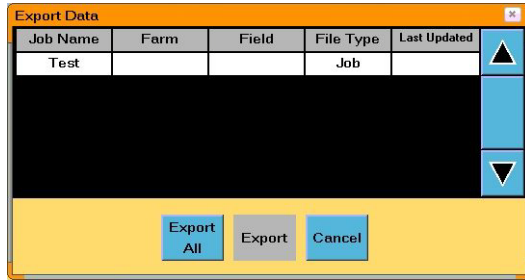 Export Data
Job Name Farm Field File Type Last Updated
Test Job
Export All Export Cancel